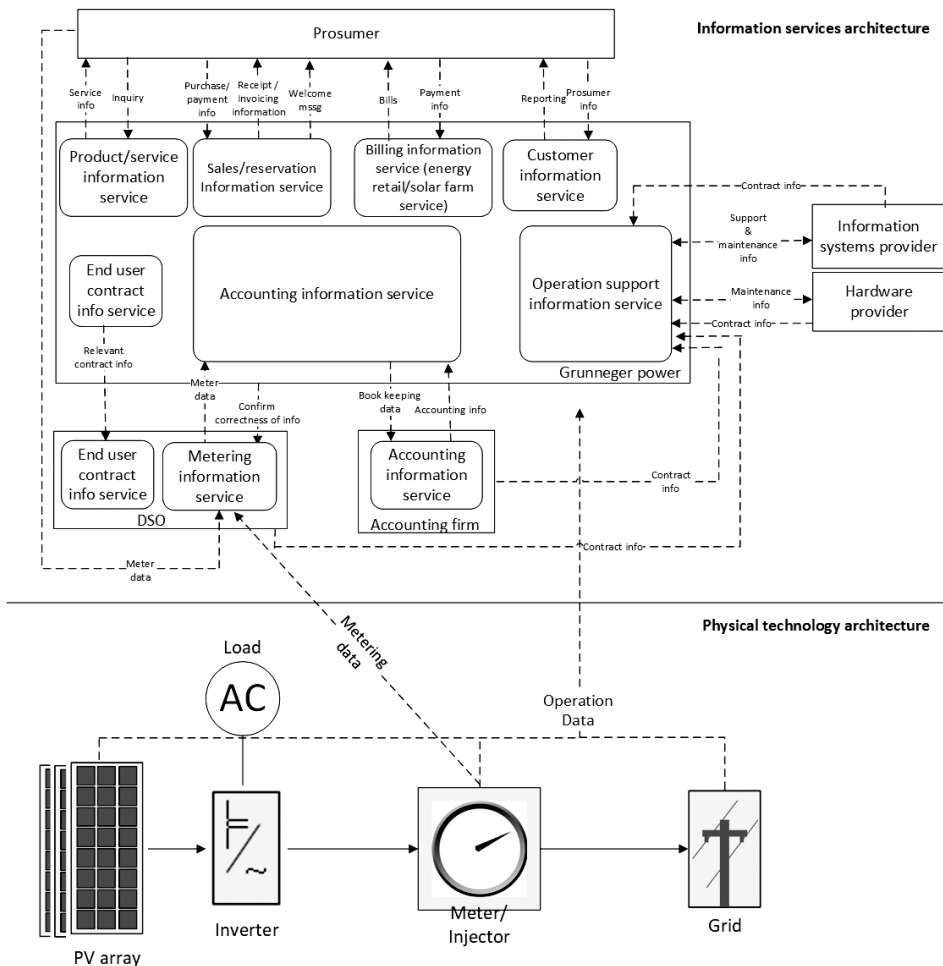 Information services architecture
Prosumer
Service
info
Inquiry
Purchase/
payment
info
Receipt /
Invoicing
information
Welcome
mssg
Bills
Payment
info
Reporting
Prosumer
info
Product/service
information
service
Sales/reservation
Information service
Billing information
service (energy
retail/solar farm
service)
Customer
information
service
Contract info
Support
&
maintenance
info
Information
systems provider
End user
contract
info service
Accounting information service
Operation support
information service
Maintenance
info
Hardware
provider
Contract info
Relevant
contract info
Grunneger power
Meter
data
Confirm
correctness of info
Book keeping
data
Accounting info
End user
contract
info service
Metering
information
service
DSO
Accounting
information
service
Accounting firm
Contract
info
Contract info
Meter
data
Physical technology architecture
Metering
data
Load
AC
Operation
Data
PV array
Inverter
Meter/
Injector
Grid